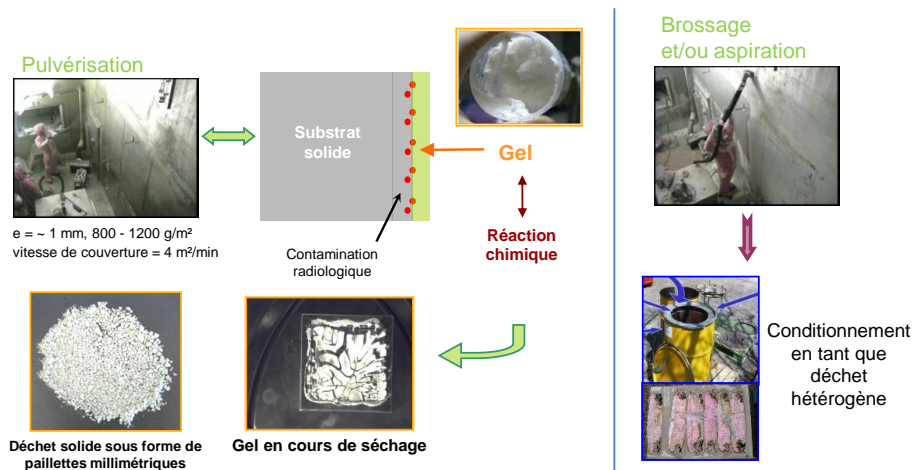 Pulvérisation
e = ~ 1 mm, 800 - 1200 g/m²
vitesse de couverture = 4 m²/min
Substrat
solide
Gel
Réaction
chimique
Contamination
radiologique
Déchet solide sous forme de
paillettes millimétriques
Gel en cours de séchage
Brossage
et/ou aspiration
Conditionnement
en tant que
déchet
hétérogène